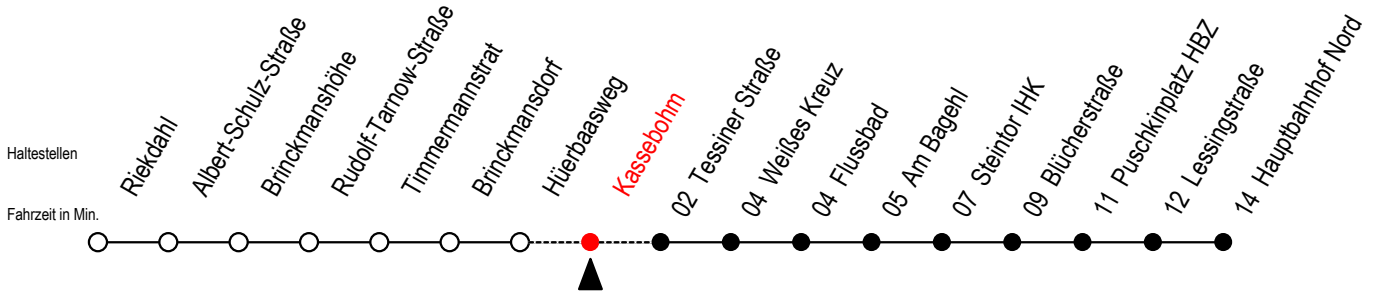 Haltestellen
Riekdahl
Albert-Schulz-Straße
Brinckmanshöhe
Rudolf-Tarnow-Straße
Timmermannstrat
Brinckmansdorf
Hüerbaasweg
Kassebohm
02 Tessiner Straße
04 Weißes Kreuz
04 Flussbad
05 Am Bagehl
07 Steintor IHK
09 Blücherstraße
11 Puschkinplatz HBZ
12 Lessingstraße
14 Hauptbahnhof Nord
Fahrzeit in Min.